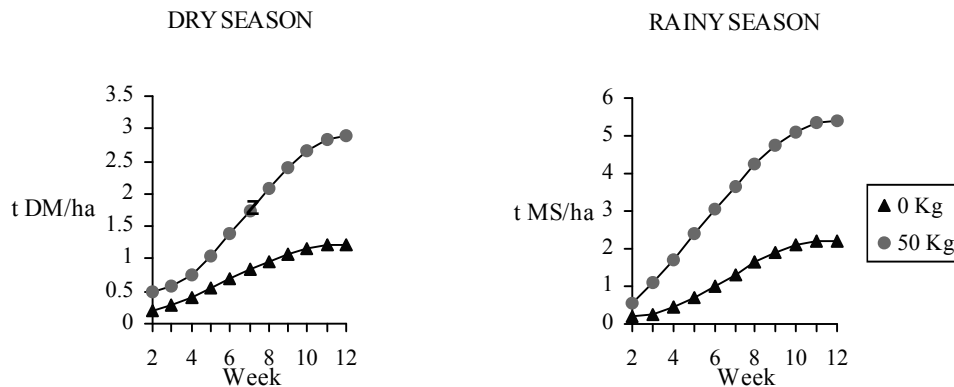 DRY SEASON
3.5
3
2.5
2
1.5
1
0.5
0
t DM/ha
2 4 6 8 10 12
Week
RAINY SEASON
6
5
4
3
2
1
0
t MS/ha
2 4 6 8 10 12
Week
0 Kg
50 Kg